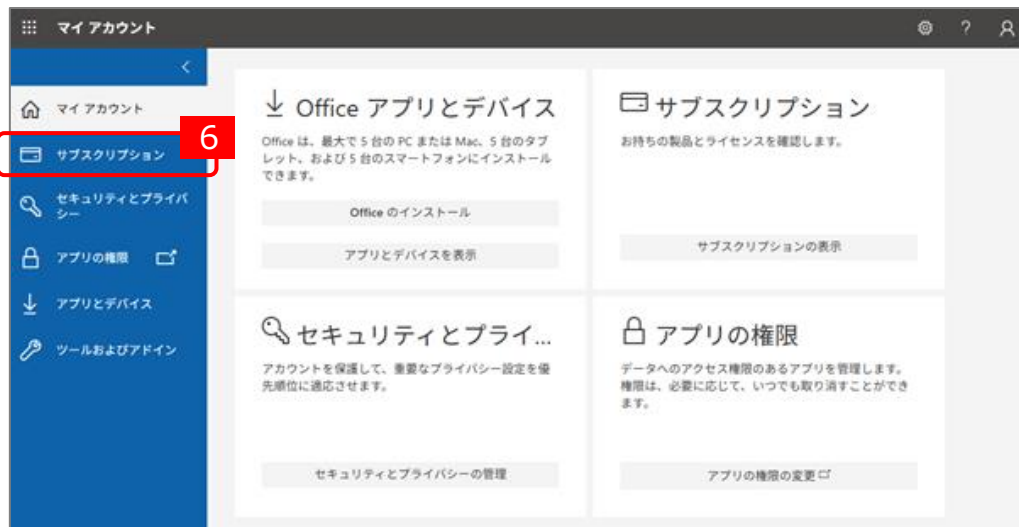 マイ アカウント
?
マイ アカウント
サブスクリプション
6
セキュリティとプライバ
シー
アプリの権限
アプリとデバイス
ツールおよびアドイン
Office アプリとデバイス
Office は、最大で 5 台の PC または Mac、5 台のタブ
レット、および 5 台のスマートフォンにインストール
できます。
Office のインストール
アプリとデバイスを表示
サブスクリプション
お持ちの製品とライセンスを確認します。
サブスクリプションの表示
セキュリティとプライ...
アカウントを保護して、重要なプライバシー設定を優
先順位に適応させます。
セキュリティとプライバシーの管理
アプリの権限
データへのアクセス権限のあるアプリを管理します。
権限は、必要に応じて、いつでも取り消すことができ
ます。
アプリの権限の変更